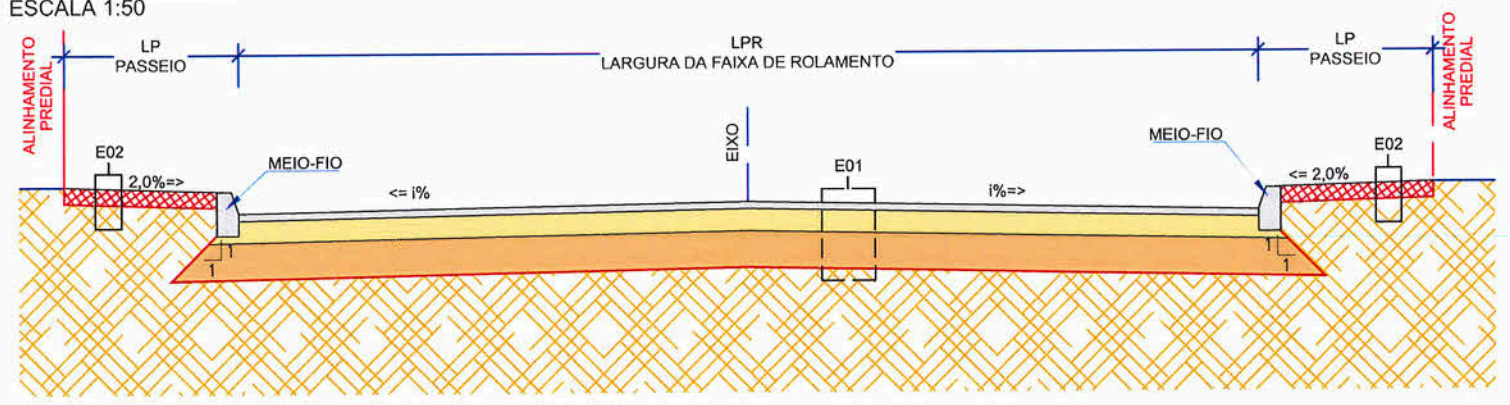 ESCALA 1:50
ALINHAMENTO
PREDIAL
LP
PASSEIO
LPR
LARGURA DA FAIXA DE ROLAMENTO
LP
PASSEIO
ALINHAMENTO
PREDIAL
E02
2,0%=>
MEIO-FIO
<= i%
EIXO
E01
i%=>
MEIO-FIO
E02
<= 2,0%
1
1
1
1